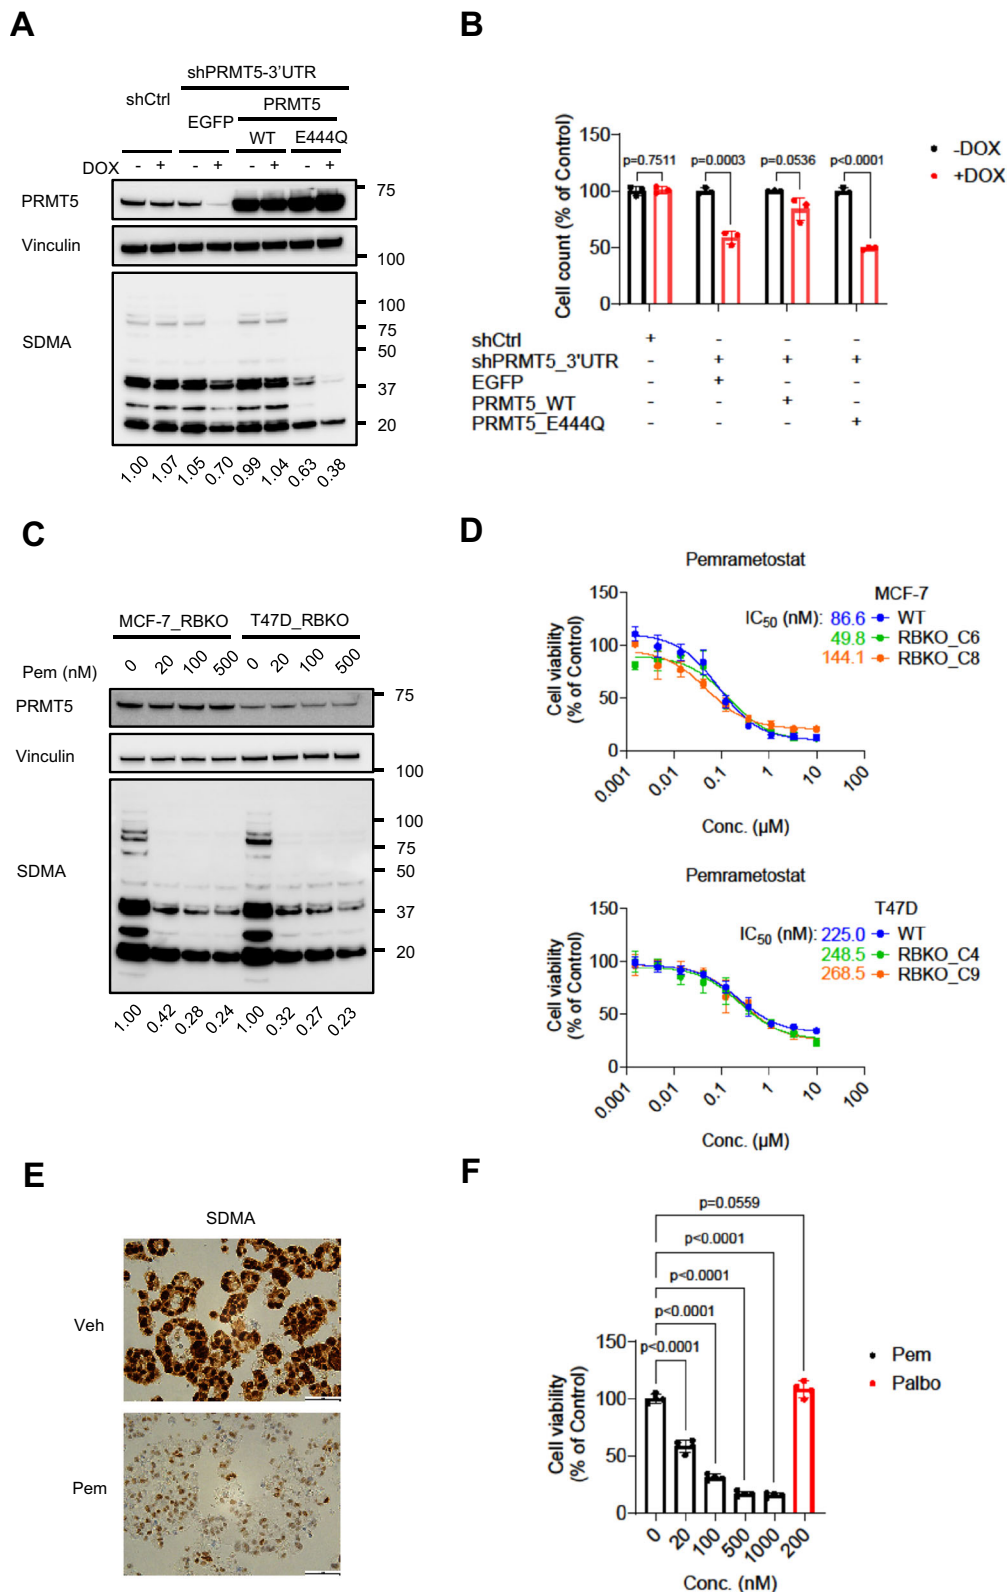 A
shPRMT5-3'UTR
shCtrl
PRMT5
EGFP
WT E444Q
DOX - + - + - + - +
PRMT5
75
Vinculin
100
SDMA
100
75
50
37
20
1.00 1.07 1.05 0.70 0.99 1.04 0.63 0.38
B
Cell count (% of Control)
150
100
50
0
p=0.7511 p=0.0003 p=0.0536 p<0.0001
-DOX
+DOX
shCtrl + - - -
shPRMT5_3'UTR - + + +
EGFP - + - -
PRMT5_WT - - + -
PRMT5_E444Q - - - +
C
MCF-7_RBKO T47D_RBKO
Pem (nM) 0 20 100 500 0 20 100 500
PRMT5
75
Vinculin
100
SDMA
100
75
50
37
20
1.00 0.42 0.28 0.24 1.00 0.32 0.27 0.23
D
Pemrametostat
Cell viability
(% of Control)
150
100
50
0
MCF-7
IC50 (nM): 86.6 WT
49.8 RBKO_C6
144.1 RBKO_C8
0.001 0.01 0.1 1 10 100
Conc. (µM)
Pemrametostat
Cell viability
(% of Control)
150
100
50
0
T47D
IC50 (nM): 225.0 WT
248.5 RBKO_C4
268.5 RBKO_C9
0.001 0.01 0.1 1 10 100
Conc. (µM)
E
SDMA
Veh
Pem
F
p=0.0559
p<0.0001
p<0.0001
p<0.0001
p<0.0001
Cell viability
(% of Control)
150
100
50
0
Pem
Palbo
0 20 100 500 1000 200
Conc. (nM)